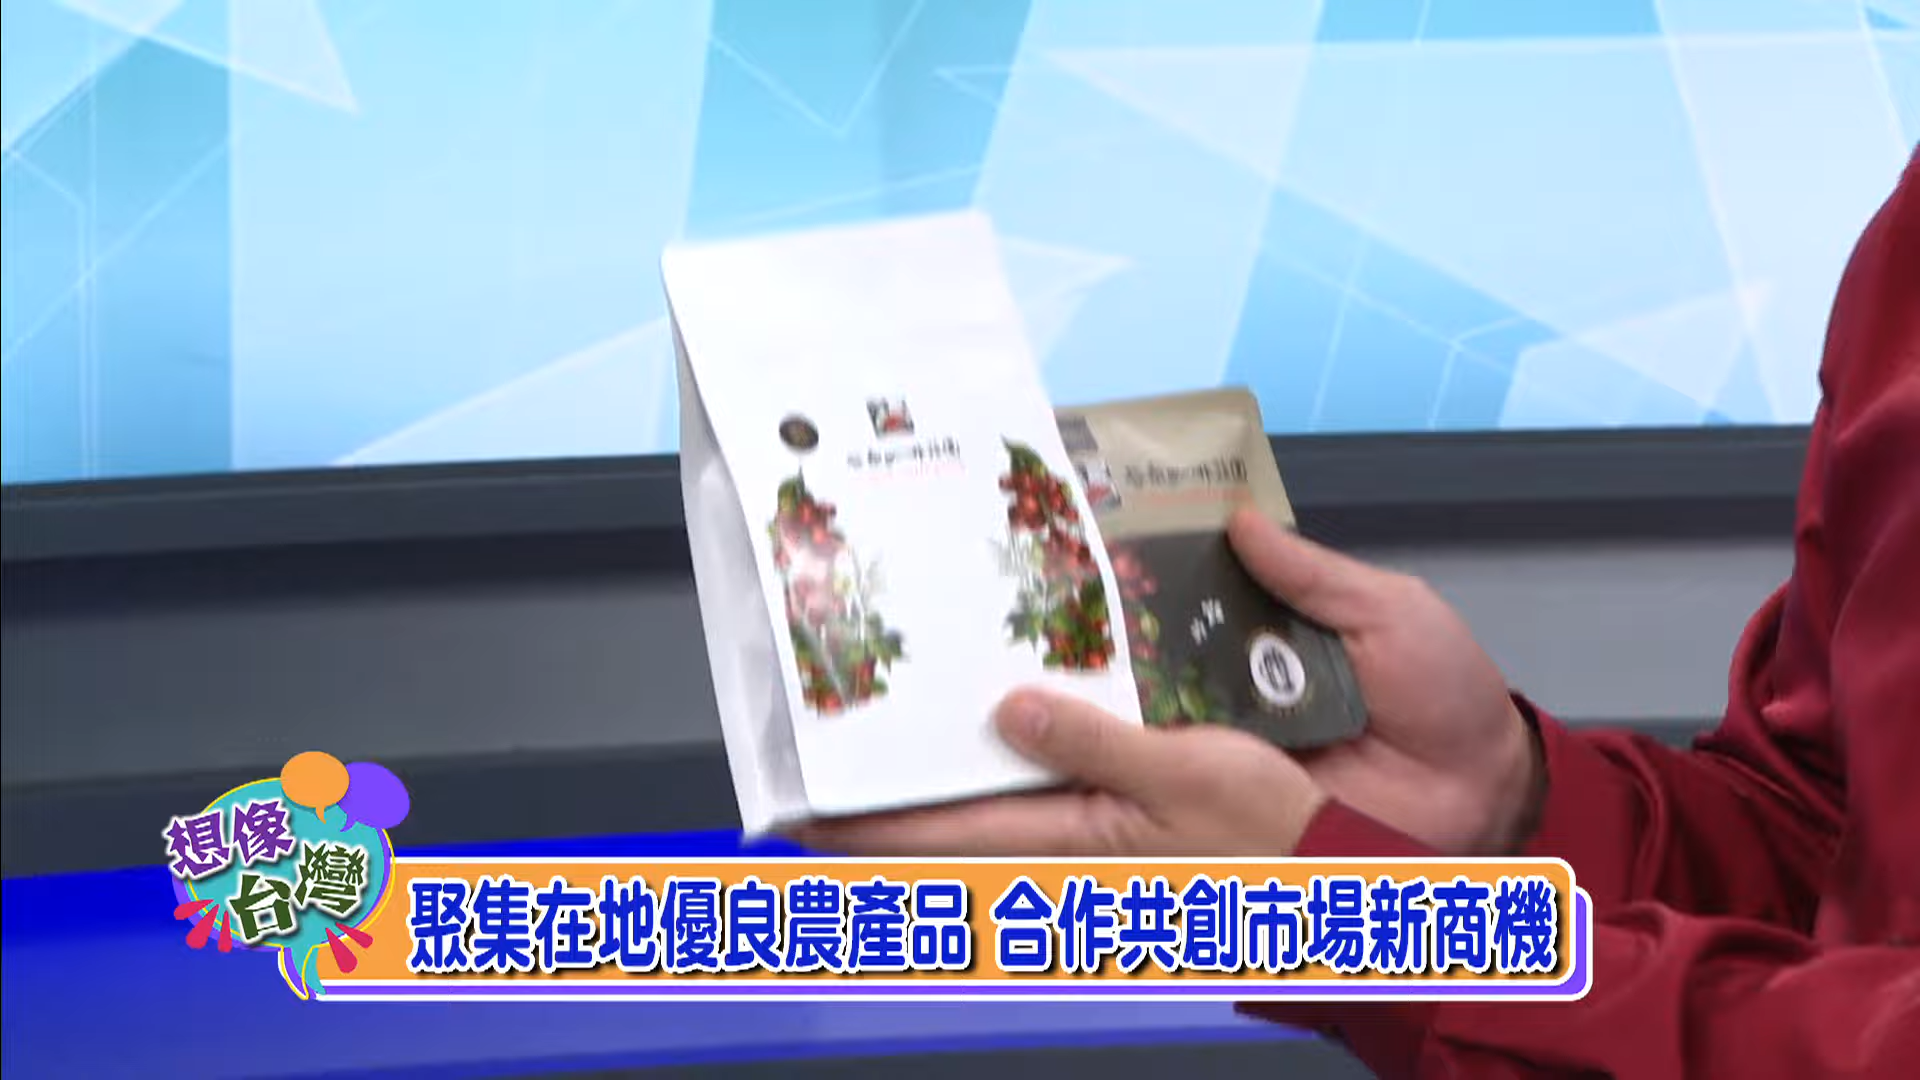 想像
台灣
聚集在地優良農產品 合作共創市場新商機